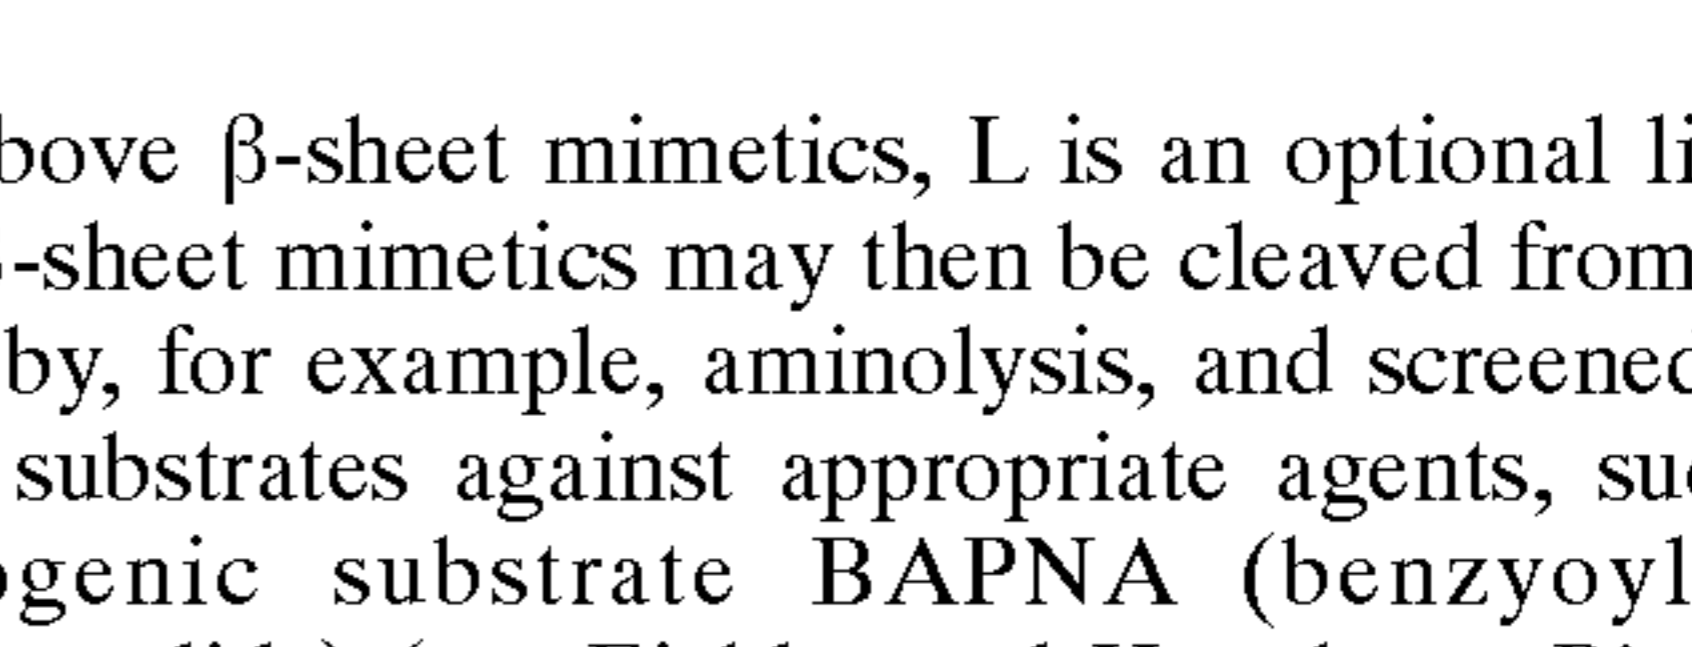 bove β-sheet mimetics, L is an optional li
-sheet mimetics may then be cleaved from
by, for example, aminolysis, and screened
substrates against appropriate agents, suc
ogenic substrate BAPNA (benzyoyl